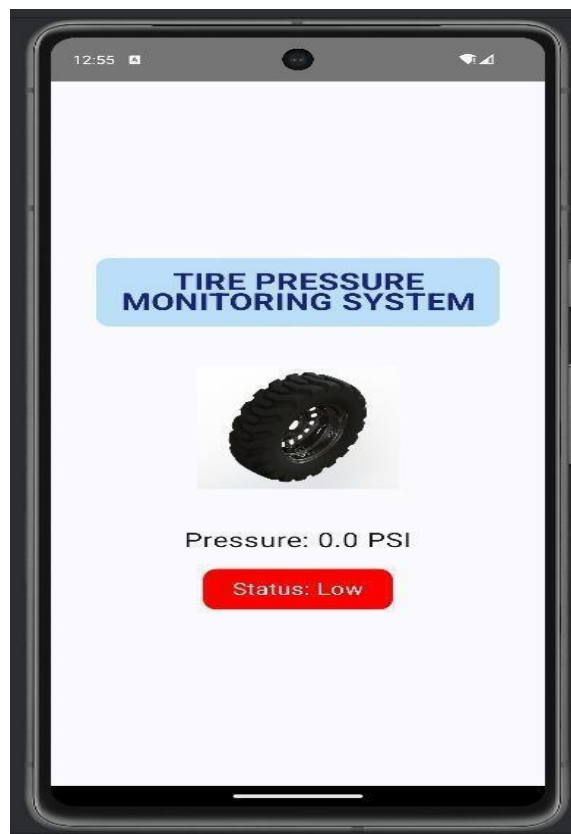 12:55
TIRE PRESSURE
MONITORING SYSTEM
Pressure: 0.0 PSI
Status: Low